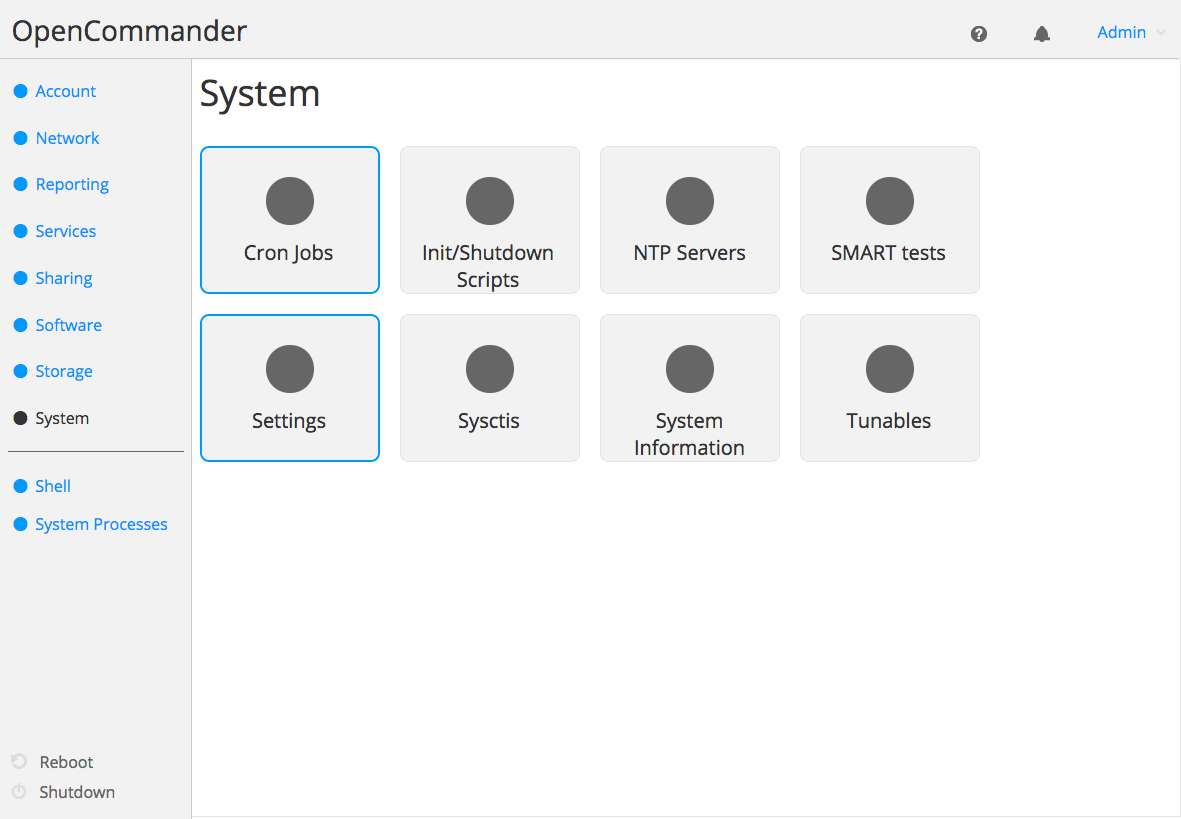 OpenCommander
?
Admin
Account
Network
Reporting
Services
Sharing
Software
Storage
System
Shell
System Processes
Reboot
Shutdown
System
Cron Jobs
Init/Shutdown
Scripts
NTP Servers
SMART tests
Settings
Sysctis
System
Information
Tunables